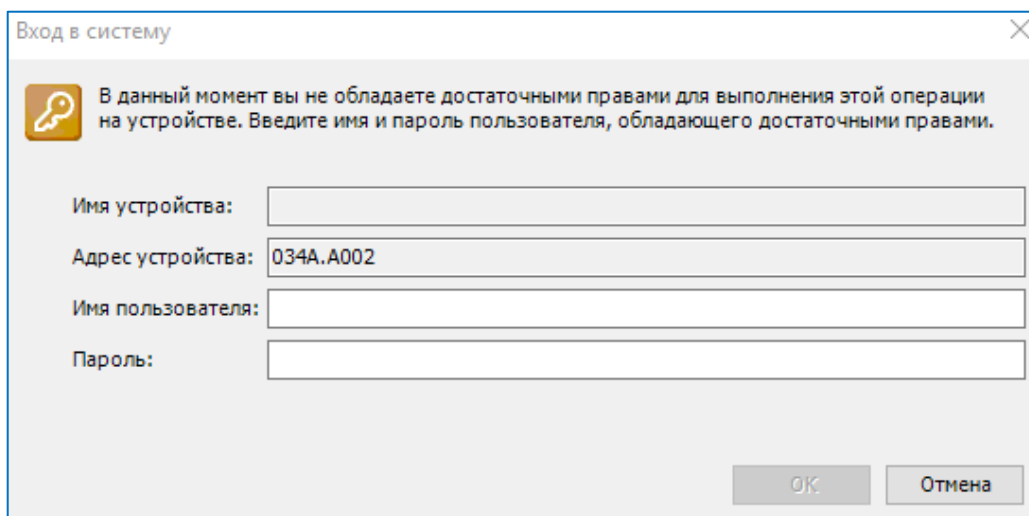 Вход в систему
В данный момент вы не обладаете достаточными правами для выполнения этой операции
на устройстве. Введите имя и пароль пользователя, обладающего достаточными правами.
Имя устройства:
Адрес устройства: 034A.A002
Имя пользователя:
Пароль:
ОК Отмена